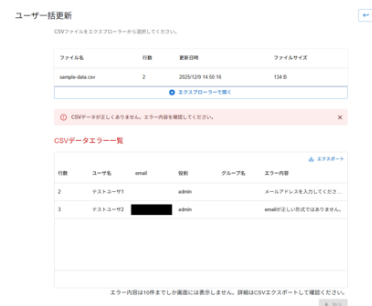 ユーザー括更新
CSVファイルをエクスプローラーから選択してください。
ファイル名 行数 更新日時 ファイルサイズ
sample-data.csv 2 2025/12/9 14:50:16 134 B
エクスプローラーで開く
CSVデータが正しくありません。エラー内容を確認してください。
CSVデータエラー一覧
エクスポート
行数 ユーザ名 email 役割 グループ名 エラー内容
2 テストユーザ1 admin メールアドレスを入力してくださ...
3 テストユーザ2 admin emailが正しい形式ではありません。
エラー内容は10件までしか画面には表示しません。詳細はCSVエクスポートして確認ください。